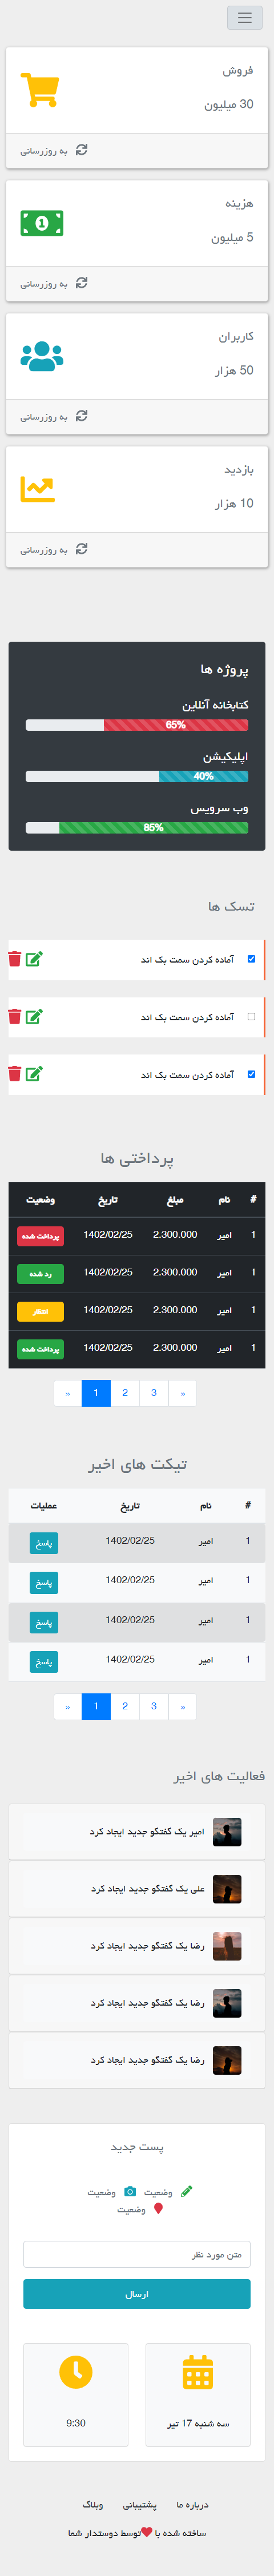 فروش
30 میلیون
به روزرسانی
هزینه
5 میلیون
به روزرسانی
کاربران
50 هزار
به روزرسانی
بازدید
10 هزار
به روزرسانی
پروژه ها
کتابخانه آنلاین
65%
اپلیکیشن
40%
وب سرویس
85%
تسک ها
آماده کردن سمت بک اند
آماده کردن سمت بک اند
آماده کردن سمت بک اند
پرداختی ها
# نام مبلغ تاریخ وضعیت
1 امیر 2.300.000 1402/02/25 پرداخت شده
1 امیر 2.300.000 1402/02/25 رد شده
1 امیر 2.300.000 1402/02/25 انتظار
1 امیر 2.300.000 1402/02/25 پرداخت شده
« 1 2 3 »
تیکت های اخیر
# نام تاریخ عملیات
1 امیر 1402/02/25 پاسخ
1 امیر 1402/02/25 پاسخ
1 امیر 1402/02/25 پاسخ
1 امیر 1402/02/25 پاسخ
« 1 2 3 »
فعالیت های اخیر
امیر یک گفتگو جدید ایجاد کرد
علی یک گفتگو جدید ایجاد کرد
رضا یک گفتگو جدید ایجاد کرد
رضا یک گفتگو جدید ایجاد کرد
رضا یک گفتگو جدید ایجاد کرد
پست جدید
وضعیت وضعیت
وضعیت
متن مورد نظر
ارسال
سه شنبه 17 تیر
9:30
درباره ما پشتیبانی وبلاگ
ساخته شده با ❤ توسط دوستدار شما